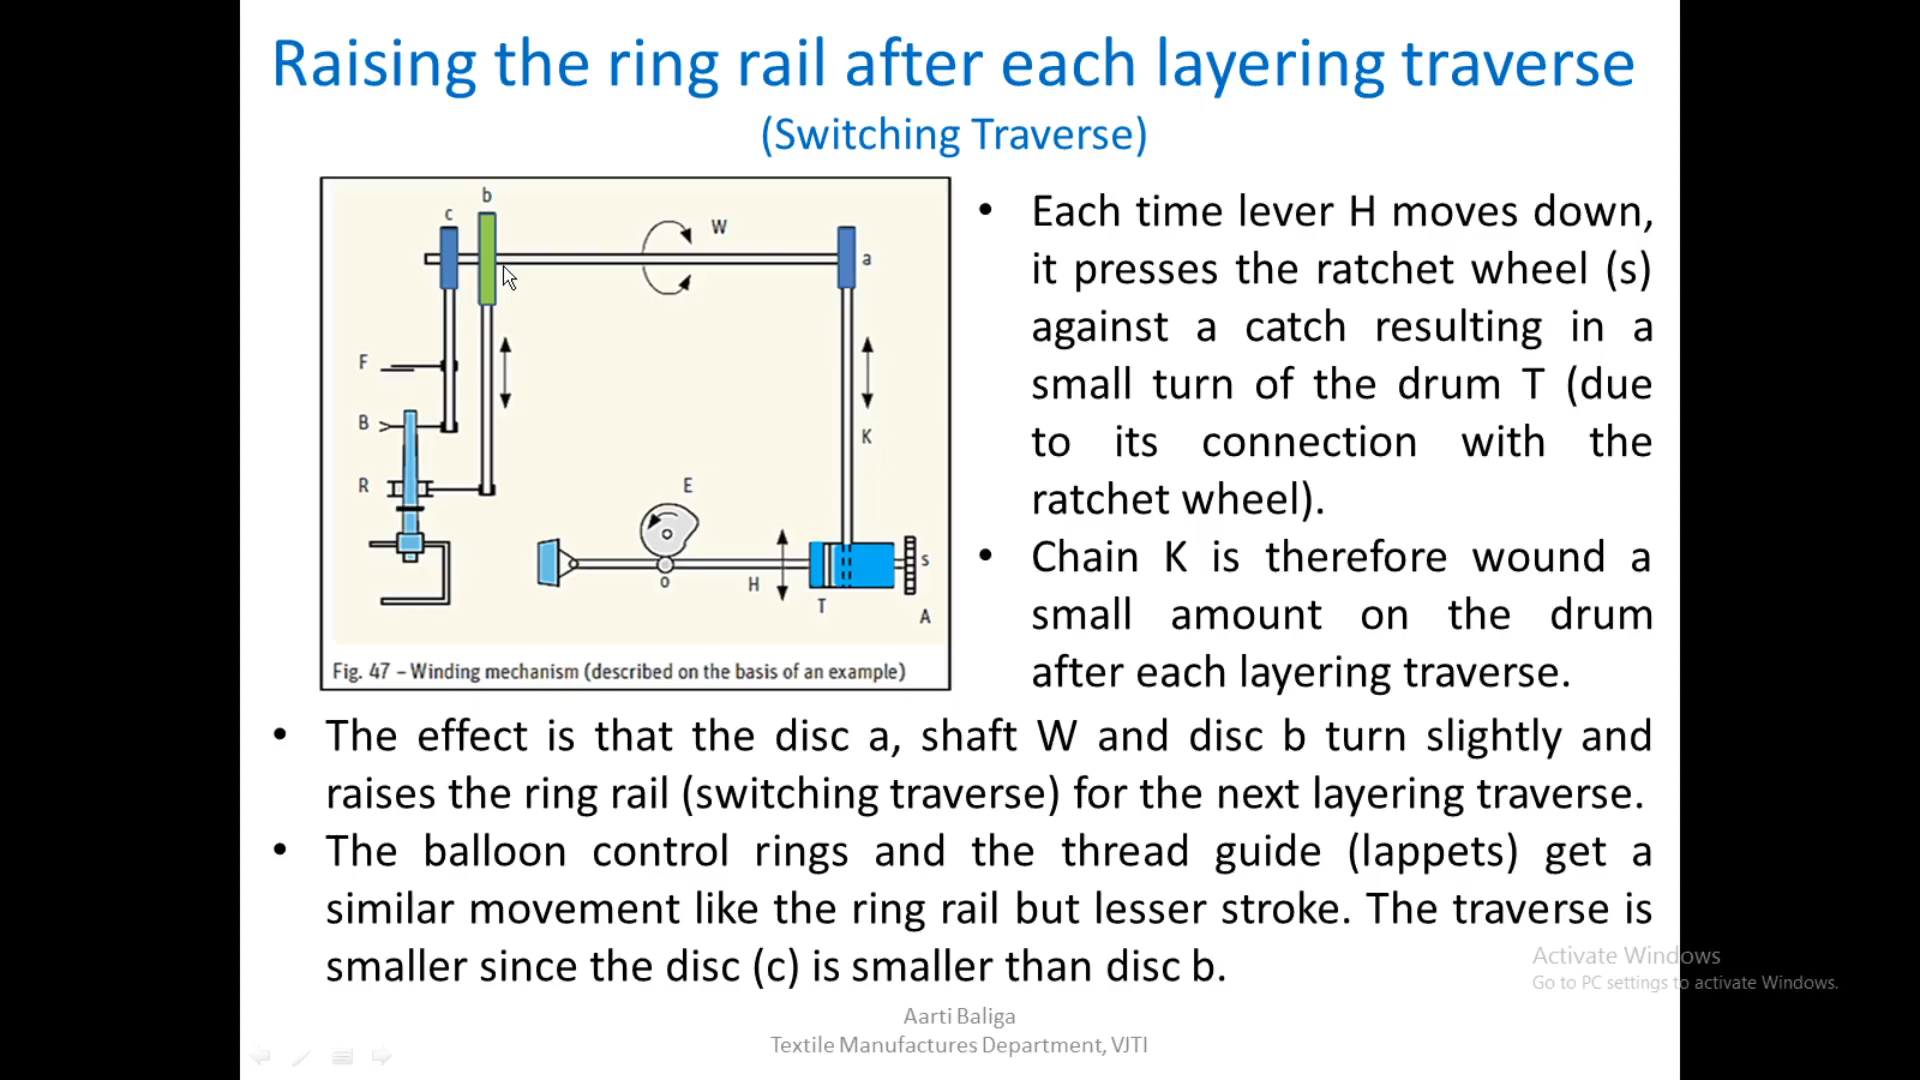 Raising the ring rail after each layering traverse
(Switching Traverse)
b
c
W
a
F
B
K
R
E
s
o
H
T
A
Fig. 47 – Winding mechanism (described on the basis of an example)
• Each time lever H moves down,
it presses the ratchet wheel (s)
against a catch resulting in a
small turn of the drum T (due
to its connection with the
ratchet wheel).
• Chain K is therefore wound a
small amount on the drum
after each layering traverse.
• The effect is that the disc a, shaft W and disc b turn slightly and
raises the ring rail (switching traverse) for the next layering traverse.
• The balloon control rings and the thread guide (lappets) get a
similar movement like the ring rail but lesser stroke. The traverse is
smaller since the disc (c) is smaller than disc b.
Activate Windows
Go to PC settings to activate Windows.
Aarti Baliga
Textile Manufactures Department, VJTI